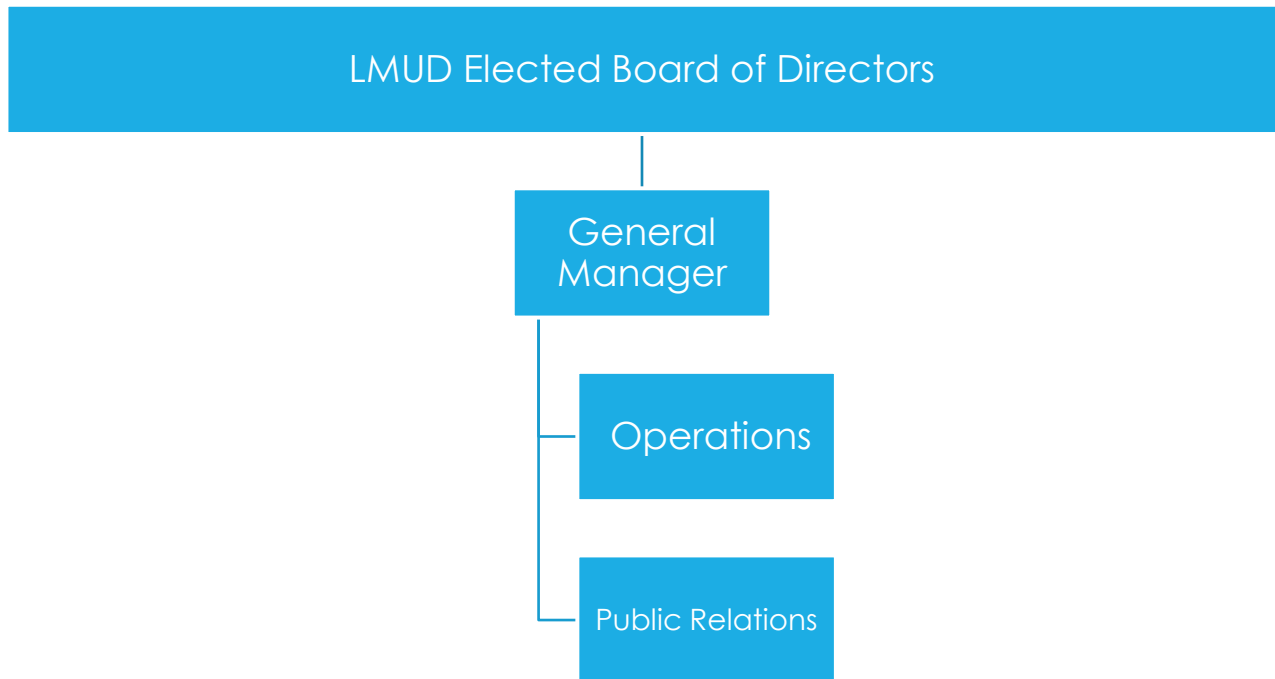 LMUD Elected Board of Directors
General
Manager
Operations
Public Relations